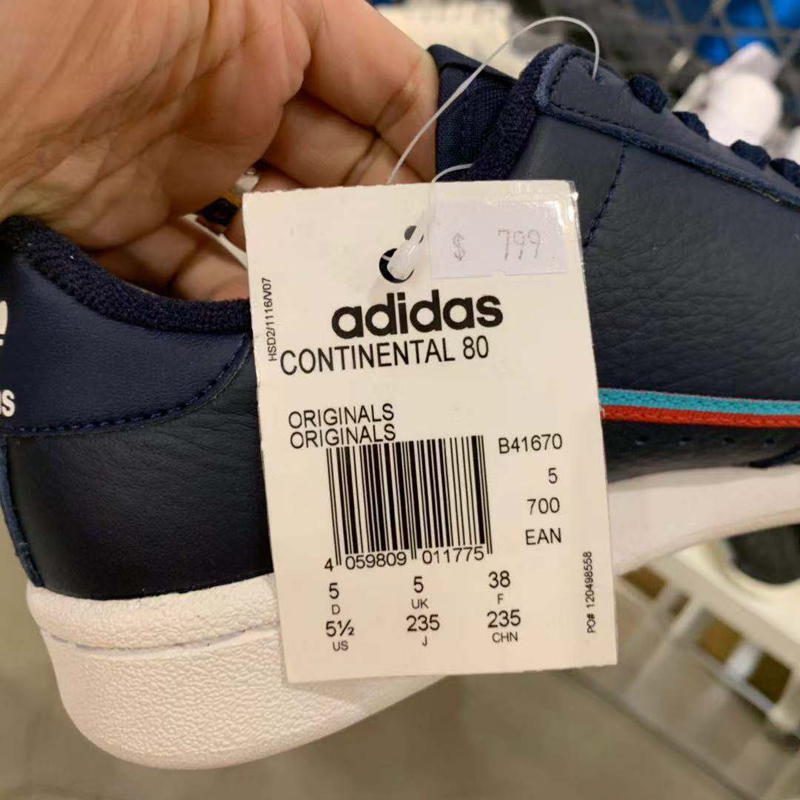 $ 799
adidas
HSD2/1116/V07
CONTINENTAL 80
ORIGINALS
ORIGINALS
B41670
5
700
EAN
4 059809 011775
5 5 38
D UK F
5½ 235 235
US J CHN
PO# 120498558